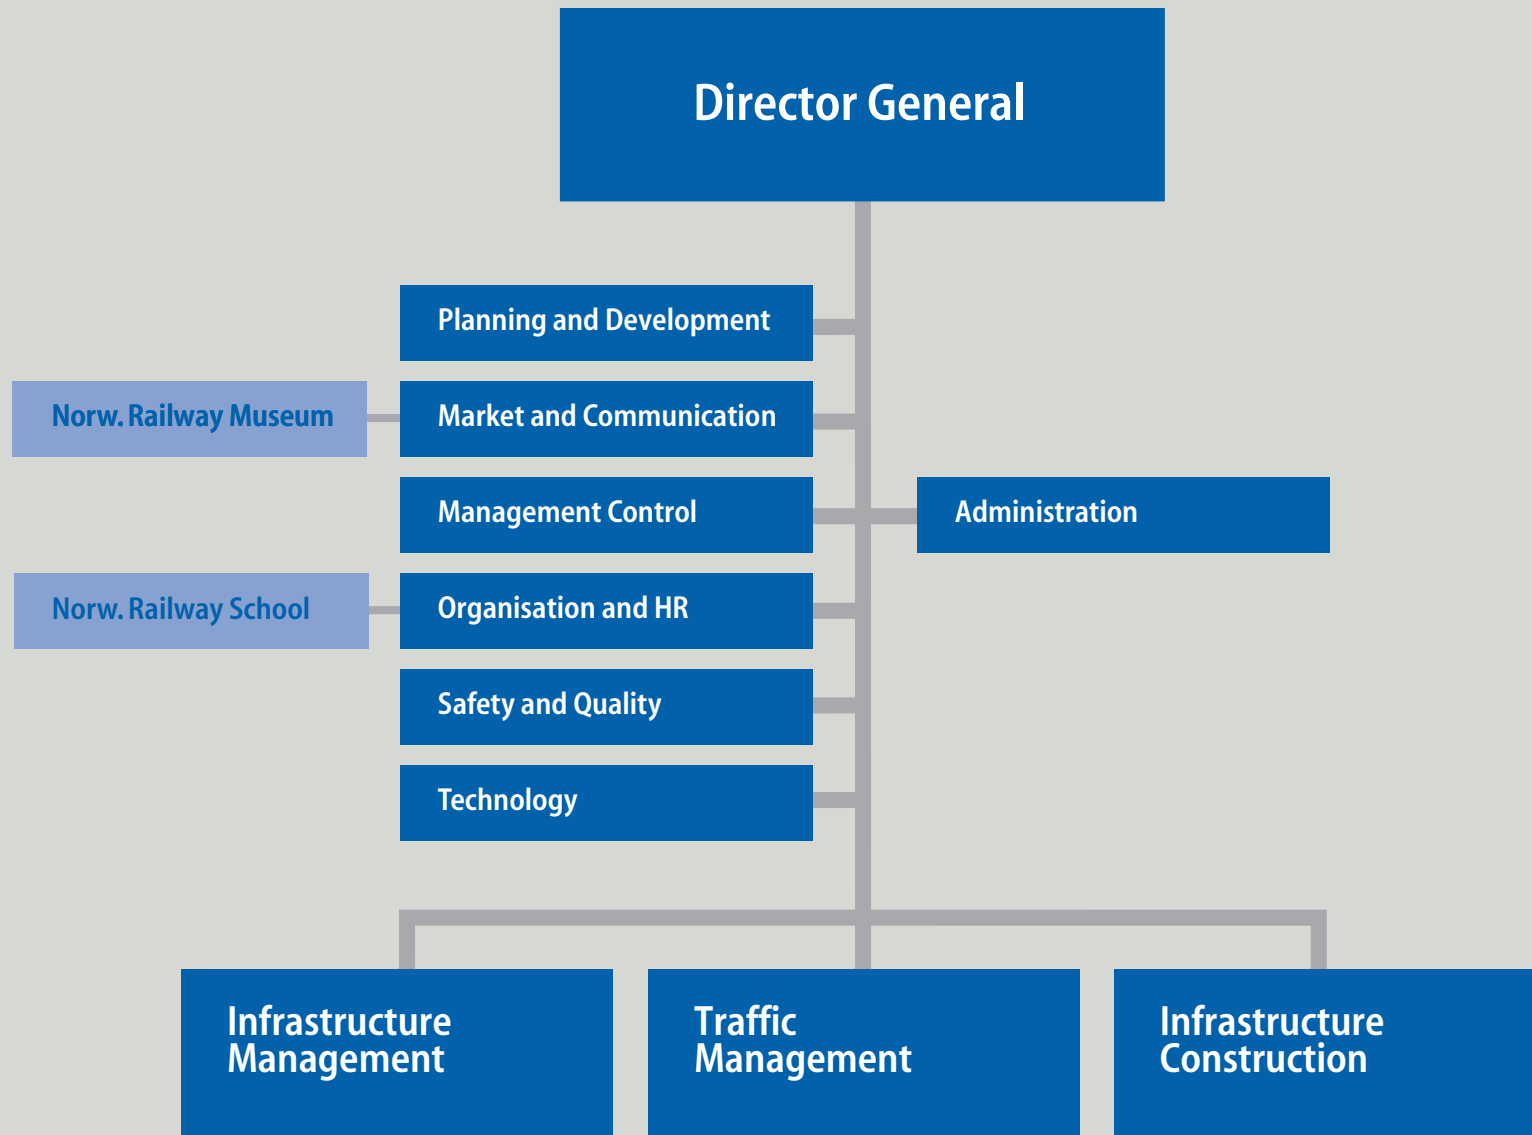 Director General
Planning and Development
Norw. Railway Museum
Market and Communication
Management Control
Administration
Norw. Railway School
Organisation and HR
Safety and Quality
Technology
Infrastructure
Management
Traffic
Management
Infrastructure
Construction